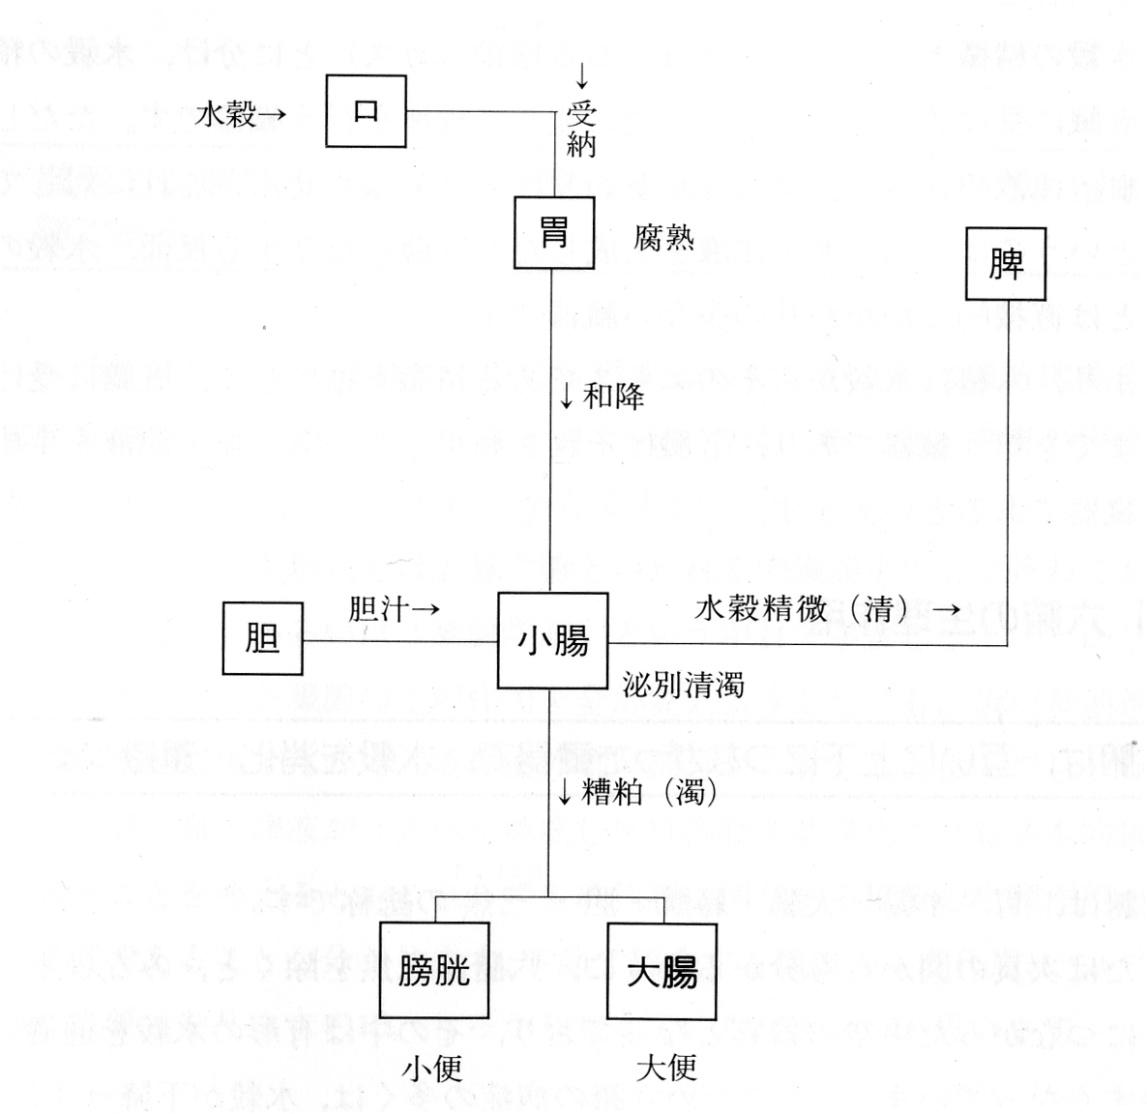 水穀→
口
↓
受納
胃
腐熟
脾
↓和降
胆
胆汁→
小腸
水穀精微（清）→
泌別清濁
↓糟粕（濁）
膀胱
大腸
小便
大便